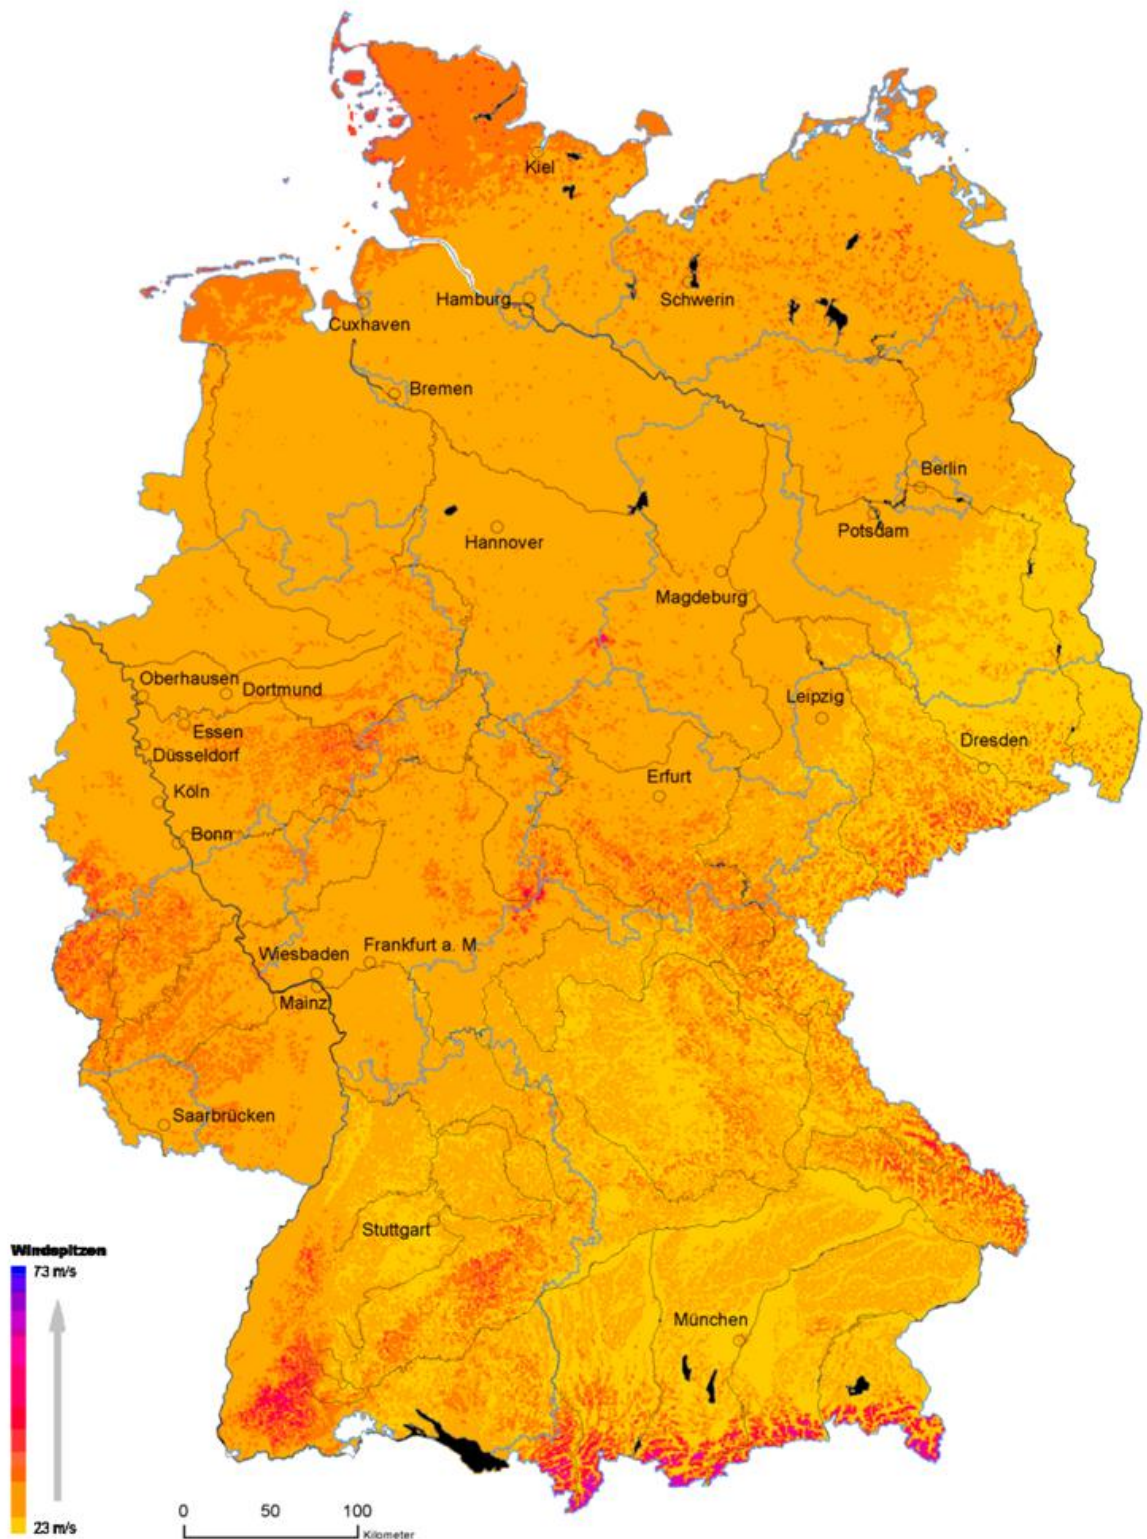 Kiel
Hamburg
Schwerin
Cuxhaven
Bremen
Berlin
Potsdam
Hannover
Magdeburg
Oberhausen
Dortmund
Leipzig
Essen
Düsseldorf
Dresden
Köln
Erfurt
Bonn
Wiesbaden
Frankfurt a. M.
Mainz
Saarbrücken
Stuttgart
München
Windspitzen
73 m/s
23 m/s
0 50 100
Kilometer